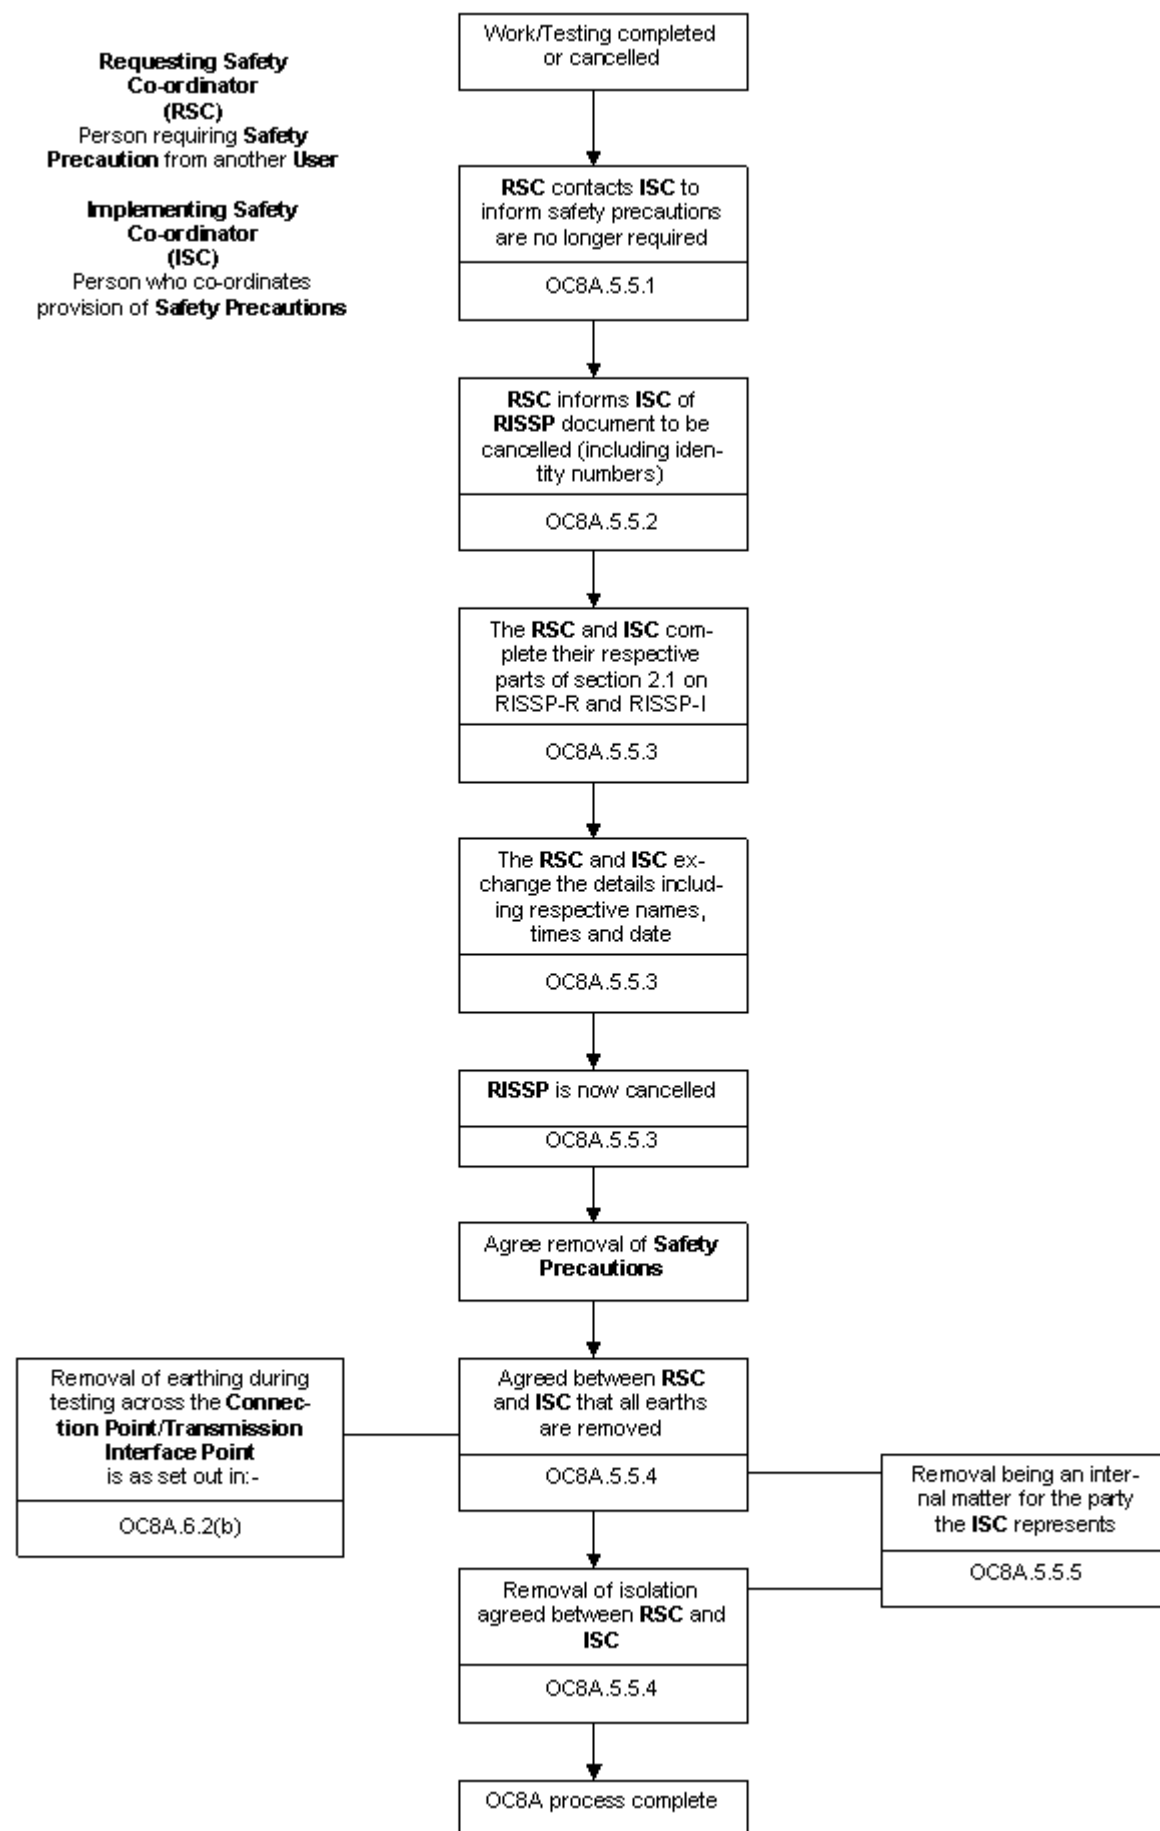 Requesting Safety
Co-ordinator
(RSC)
Person requiring Safety
Precaution from another User
Implementing Safety
Co-ordinator
(ISC)
Person who co-ordinates
provision of Safety Precautions
Work/Testing completed
or cancelled
RSC contacts ISC to
inform safety precautions
are no longer required
OC8A.5.5.1
RSC informs ISC of
RISSP document to be
cancelled (including iden-
tity numbers)
OC8A.5.5.2
The RSC and ISC com-
plete their respective
parts of section 2.1 on
RISSP-R and RISSP-I
OC8A.5.5.3
The RSC and ISC ex-
change the details includ-
ing respective names,
times and date
OC8A.5.5.3
RISSP is now cancelled
OC8A.5.5.3
Agree removal of Safety
Precautions
Agreed between RSC
and ISC that all earths
are removed
OC8A.5.5.4
Removal of earthing during
testing across the Connec-
tion Point/Transmission
Interface Point
is as set out in:-
OC8A.6.2(b)
Removal being an inter-
nal matter for the party
the ISC represents
OC8A.5.5.5
Removal of isolation
agreed between RSC and
ISC
OC8A.5.5.4
OC8A process complete